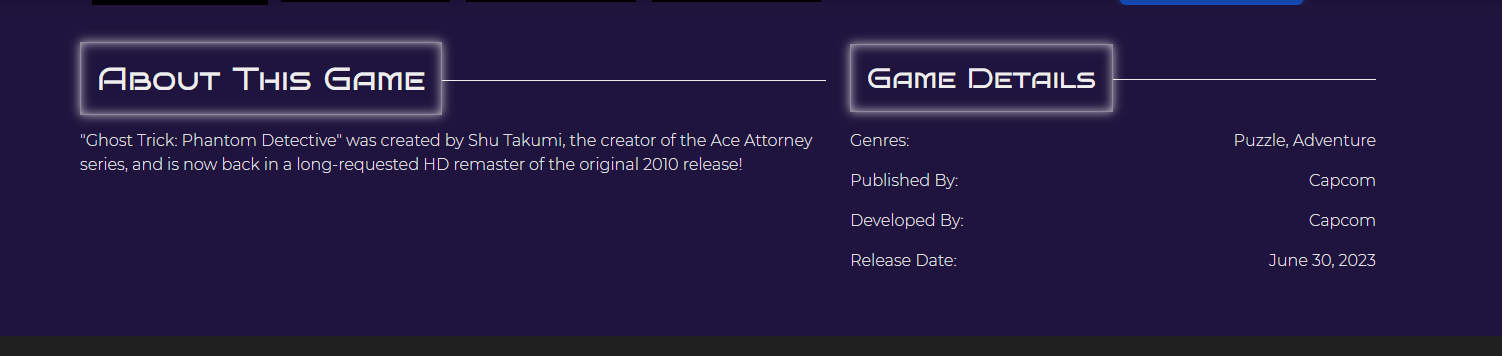 About This Game
"Ghost Trick: Phantom Detective" was created by Shu Takumi, the creator of the Ace Attorney
series, and is now back in a long-requested HD remaster of the original 2010 release!
Game Details
Genres: Puzzle, Adventure
Published By: Capcom
Developed By: Capcom
Release Date: June 30, 2023